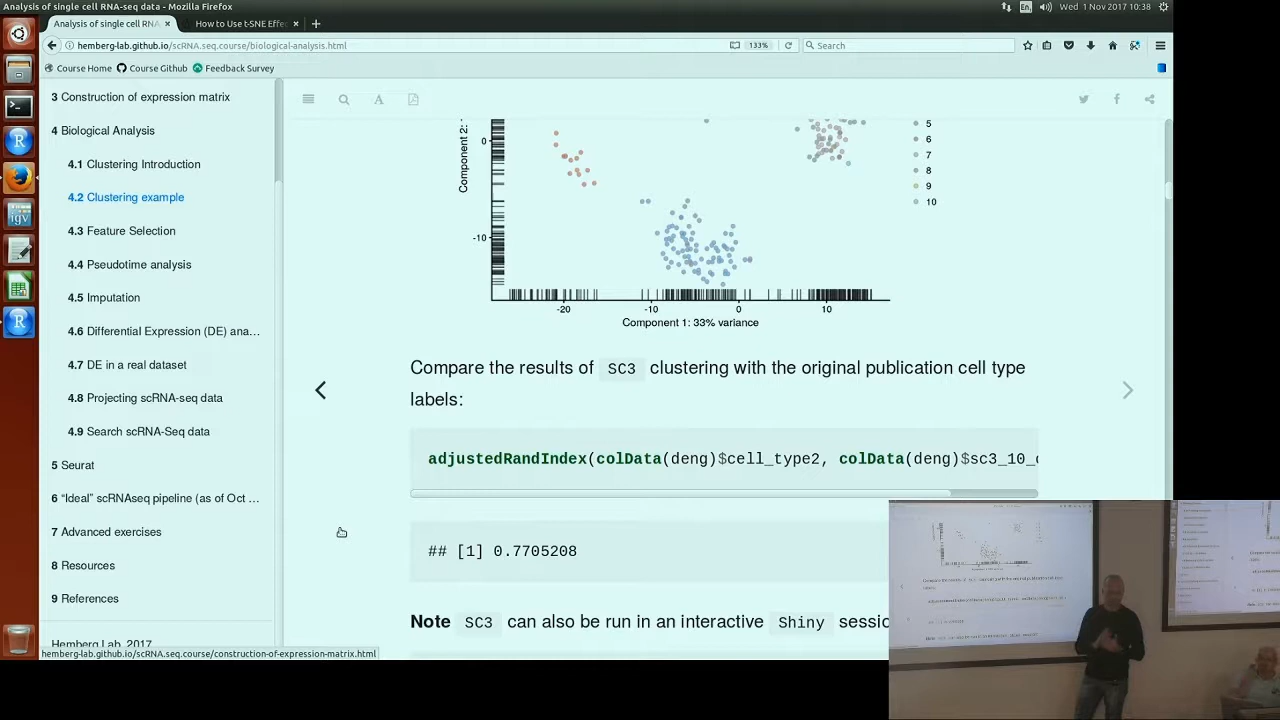 Analysis of single cell RNA-seq data - Mozilla Firefox
En
Wed 1 Nov 2017 10:38
Analysis of single cell RNA
How to Use t-SNE Effec
hemberg-lab.github.io/scRNA.seq.course/biological-analysis.html
133%
Search
Course Home
Course Github
Feedback Survey
3 Construction of expression matrix
4 Biological Analysis
4.1 Clustering Introduction
4.2 Clustering example
4.3 Feature Selection
4.4 Pseudotime analysis
4.5 Imputation
4.6 Differential Expression (DE) ana…
4.7 DE in a real dataset
4.8 Projecting scRNA-seq data
4.9 Search scRNA-Seq data
5 Seurat
6 “Ideal” scRNAseq pipeline (as of Oct …
7 Advanced exercises
8 Resources
9 References
Hemberg Lab, 2017
hemberg-lab.github.io/scRNA.seq.course/construction-of-expression-matrix.html
Component 2:
0
-10
-20
-10
0
10
Component 1: 33% variance
5
6
7
8
9
10
Compare the results of SC3 clustering with the original publication cell type
labels:
adjustedRandIndex(colData(deng)$cell_type2, colData(deng)$sc3_10_
## [1] 0.7705208
Note SC3 can also be run in an interactive Shiny sessio